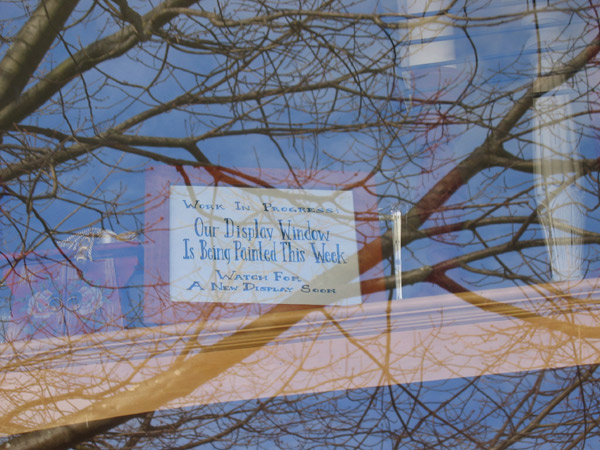 Work In Progress:
Our Display Window
Is Being Painted This Week
Watch For
A New Display Soon